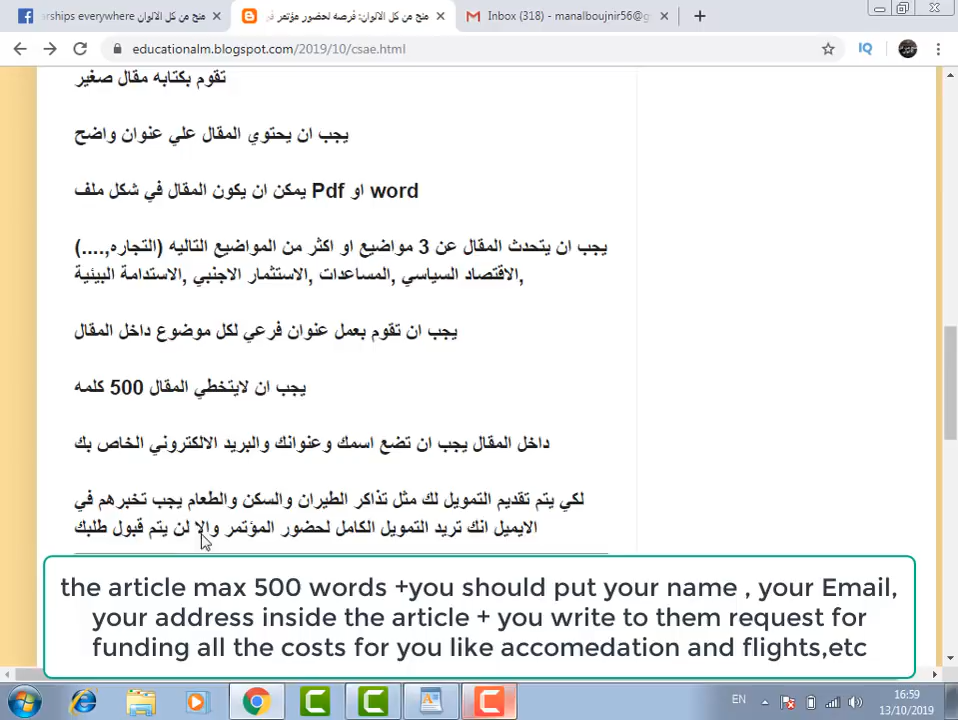 arships everywhere منح من كل الالوان
منح من كل الالوان: فرصه لحضور مؤتمر
Inbox (318) - manalboujnir56@g
educationalm.blogspot.com/2019/10/csae.html
IQ
تقوم بكتابه مقال صغير
يجب ان يحتوي المقال علي عنوان واضح
يمكن ان يكون المقال في شكل ملف Pdf او word
يجب ان يتحدث المقال عن 3 مواضيع او اكثر من المواضيع التاليه (التجاره,....)
الاقتصاد السياسي ,المساعدات ,الاستثمار الاجنبي ,الاستدامة البيئية,
يجب ان تقوم بعمل عنوان فرعي لكل موضوع داخل المقال
يجب ان لايتخطي المقال 500 كلمه
داخل المقال يجب ان تضع اسمك وعنوانك والبريد الالكتروني الخاص بك
لكي يتم تقديم التمويل لك مثل تذاكر الطيران والسكن والطعام يجب تخبرهم في
الايميل انك تريد التمويل الكامل لحضور المؤتمر والا لن يتم قبول طلبك
the article max 500 words +you should put your name , your Email,
your address inside the article + you write to them request for
funding all the costs for you like accomedation and flights,etc
EN
16:59
13/10/2019